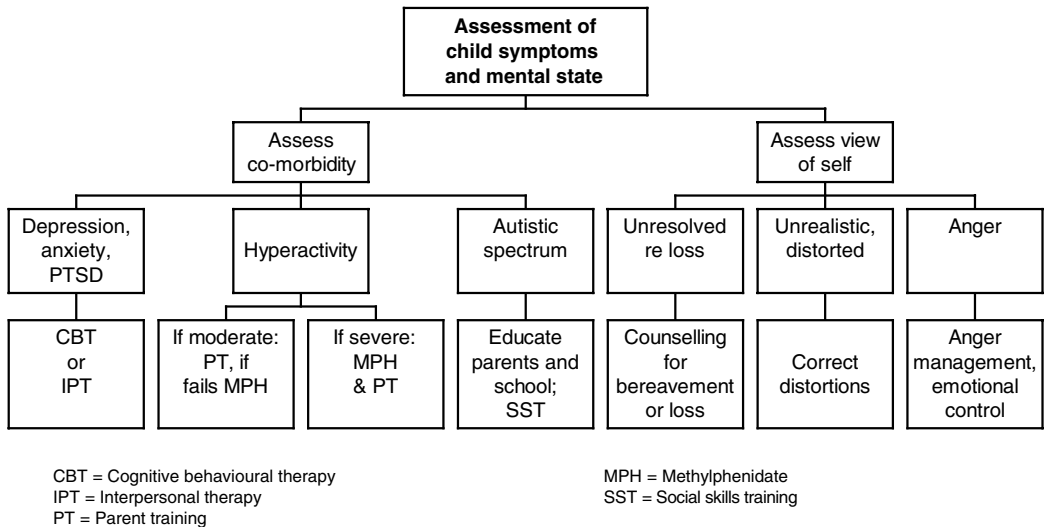 Assessment of
child symptoms
and mental state
Assess
co-morbidity
Assess view
of self
Depression,
anxiety,
PTSD
Hyperactivity
Autistic
spectrum
Unresolved
re loss
Unrealistic,
distorted
Anger
CBT
or
IPT
If moderate:
PT, if
fails MPH
If severe:
MPH
& PT
Educate
parents and
school;
SST
Counselling
for
bereavement
or loss
Correct
distortions
Anger
management,
emotional
control
CBT = Cognitive behavioural therapy
IPT = Interpersonal therapy
PT = Parent training
MPH = Methylphenidate
SST = Social skills training